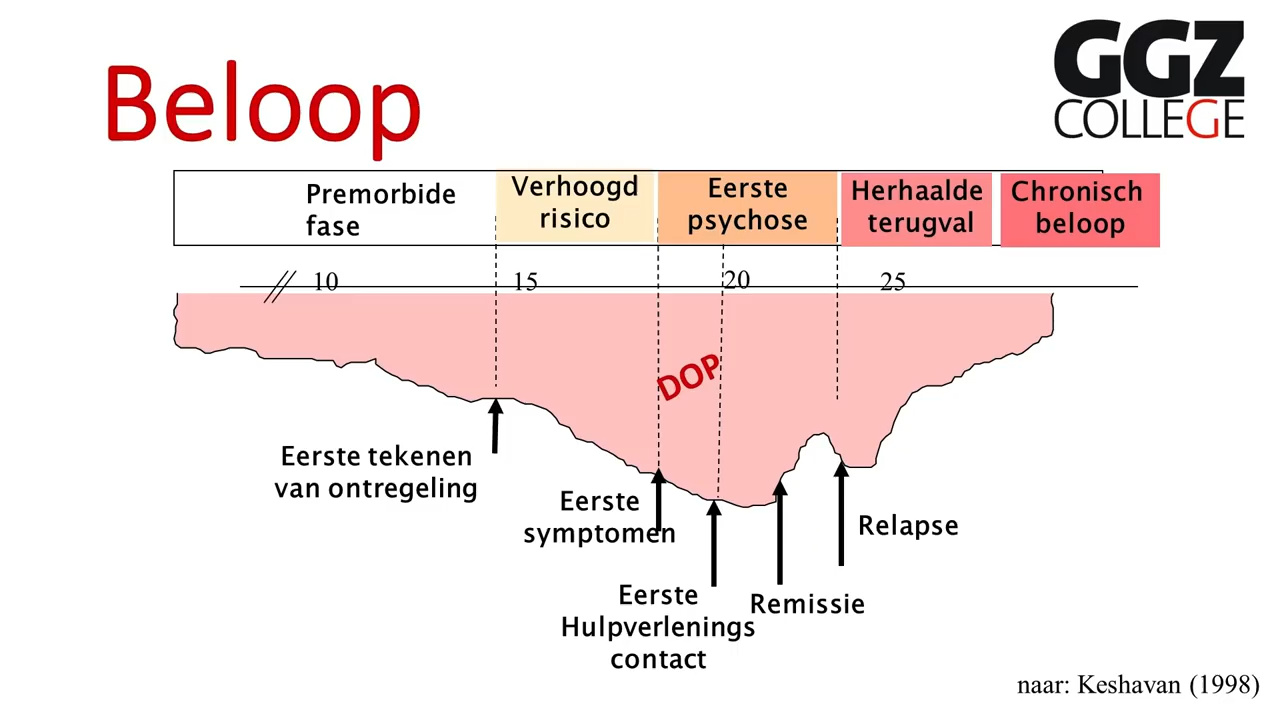 GGZ
COLLEGE
Beloop
Premorbide
fase
Verhoogd
risico
Eerste
psychose
Herhaalde
terugval
Chronisch
beloop
10
15
20
25
DOP
Eerste tekenen
van ontregeling
Eerste
symptomen
Relapse
Eerste
Hulpverlenings
contact
Remissie
naar: Keshavan (1998)